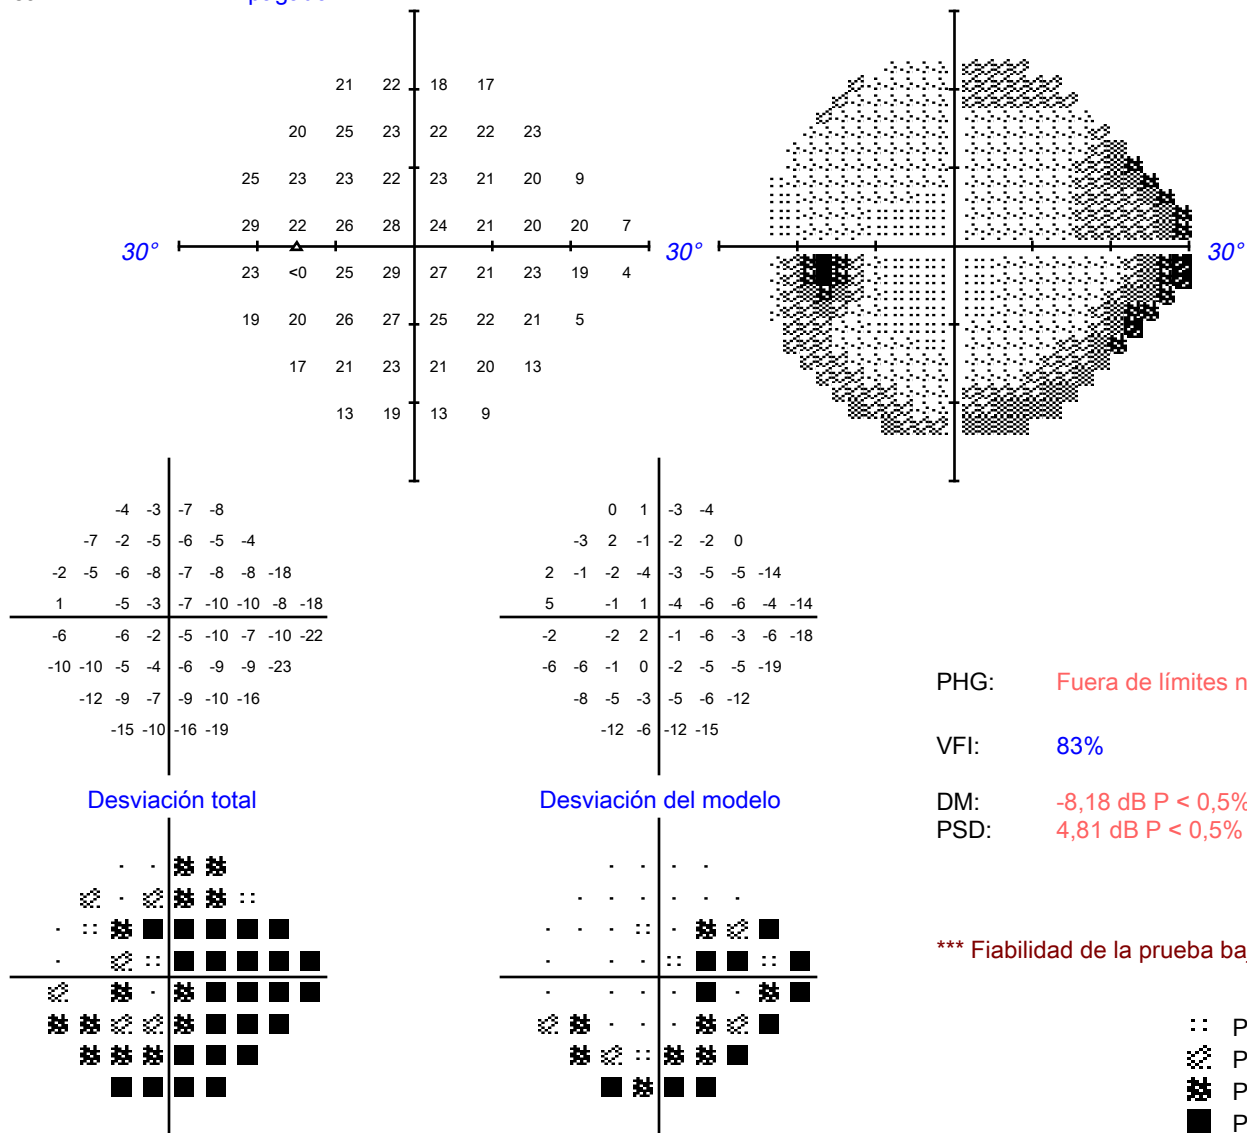 21 22 18 17
20 25 23 22 22 23
25 23 23 22 23 21 20 9
29 22 26 28 24 21 20 20 7
30° 30° 30°
23 <0 25 29 27 21 23 19 4
19 20 26 27 25 22 21 5
17 21 23 21 20 13
13 19 13 9
-4 -3 -7 -8
-7 -2 -5 -6 -5 -4
-2 -5 -6 -8 -7 -8 -8 -18
1 -5 -3 -7 -10 -10 -8 -18
-6 -6 -2 -5 -10 -7 -10 -22
-10 -10 -5 -4 -6 -9 -9 -23
-12 -9 -7 -9 -10 -16
-15 -10 -16 -19
Desviación total
0 1 -3 -4
-3 2 -1 -2 -2 0
2 -1 -2 -4 -3 -5 -5 -14
5 -1 1 -4 -6 -6 -4 -14
-2 -2 2 -1 -6 -3 -6 -18
-6 -6 -1 0 -2 -5 -5 -19
-8 -5 -3 -5 -6 -12
-12 -6 -12 -15
Desviación del modelo
PHG: Fuera de límites n
VFI: 83%
DM: -8,18 dB P < 0,5%
PSD: 4,81 dB P < 0,5%
*** Fiabilidad de la prueba ba
P
P
P
P